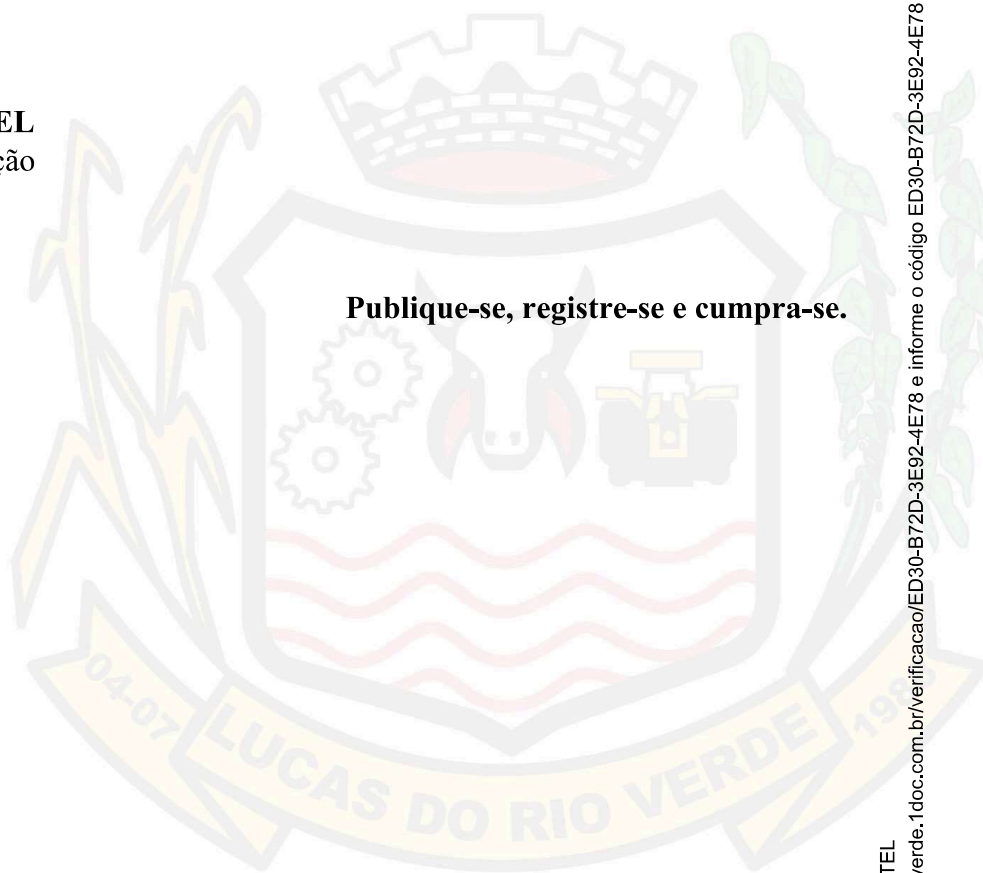 EL
ção
Publique-se, registre-se e cumpra-se.
04-07
LUCAS DO RIO VERDE
1988
TEL
verde.1doc.com.br/verificacao/ED30-B72D-3E92-4E78 e informe o código ED30-B72D-3E92-4E78